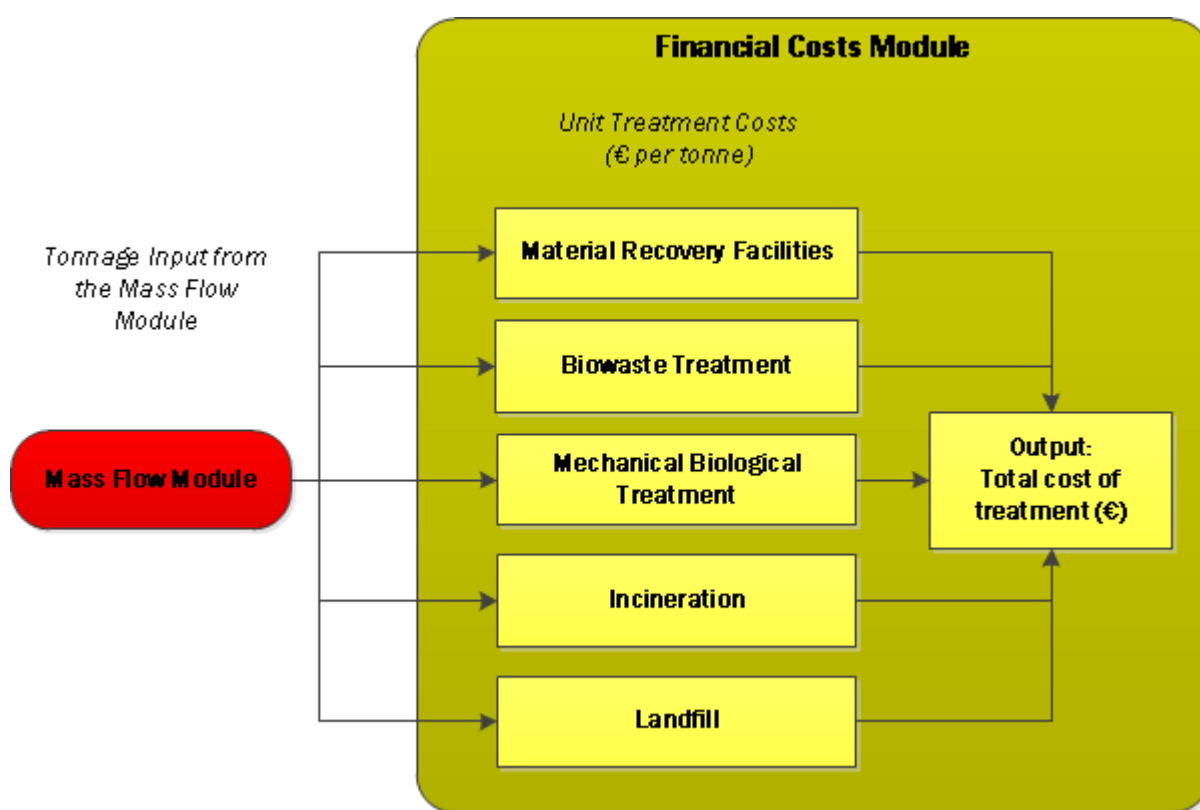 Financial Costs Module
Unit Treatment Costs
(€ per tonne)
Tonnage Input from
the Mass Flow
Module
Mass Flow Module
Material Recovery Facilities
Biowaste Treatment
Mechanical Biological
Treatment
Incineration
Landfill
Output:
Total cost of
treatment (€)